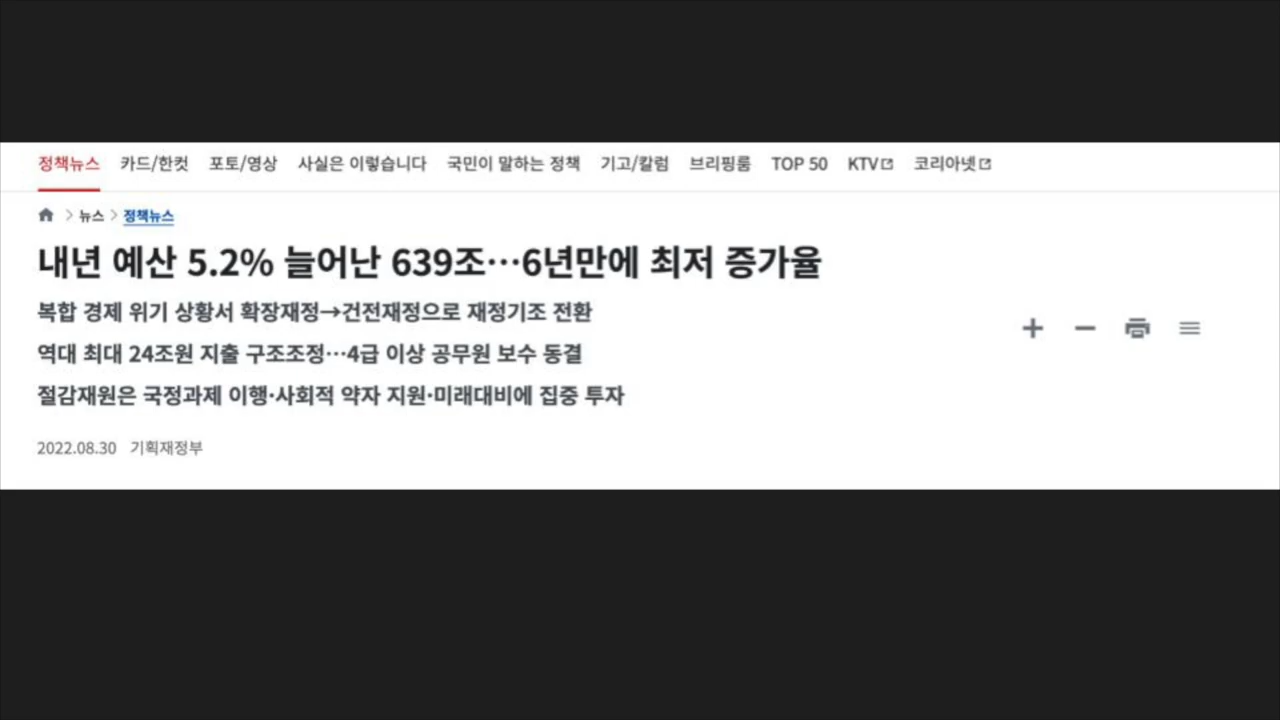 정책뉴스 카드/한컷 포토/영상 사실은 이렇습니다 국민이 말하는 정책 기고/칼럼 브리핑룸 TOP 50 KTV 코리아넷
뉴스 정책뉴스
내년 예산 5.2% 늘어난 639조…6년만에 최저 증가율
복합 경제 위기 상황서 확장재정→건전재정으로 재정기조 전환
역대 최대 24조원 지출 구조조정…4급 이상 공무원 보수 동결
절감재원은 국정과제 이행·사회적 약자 지원·미래대비에 집중 투자
2022.08.30 기획재정부